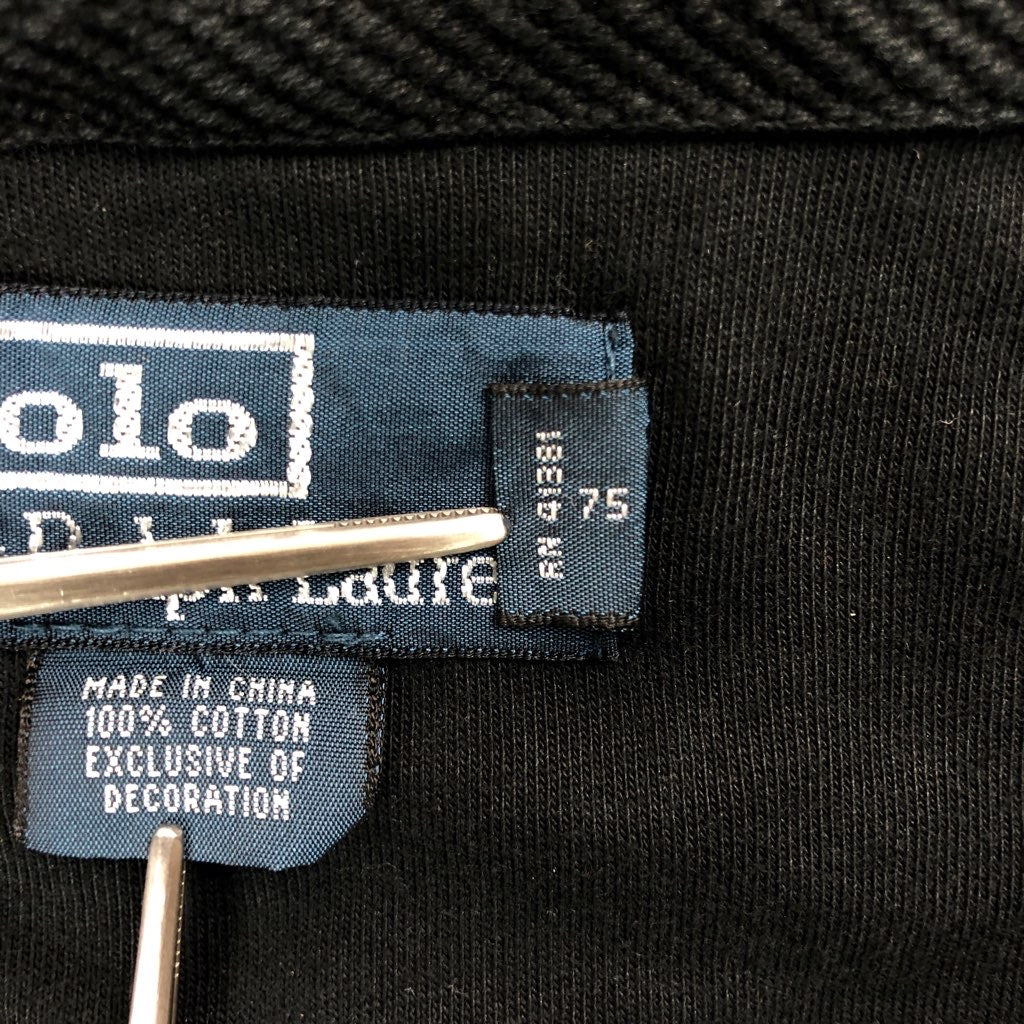 olo
Laure
RN 41381
75
MADE IN CHINA
100% COTTON
EXCLUSIVE OF
DECORATION